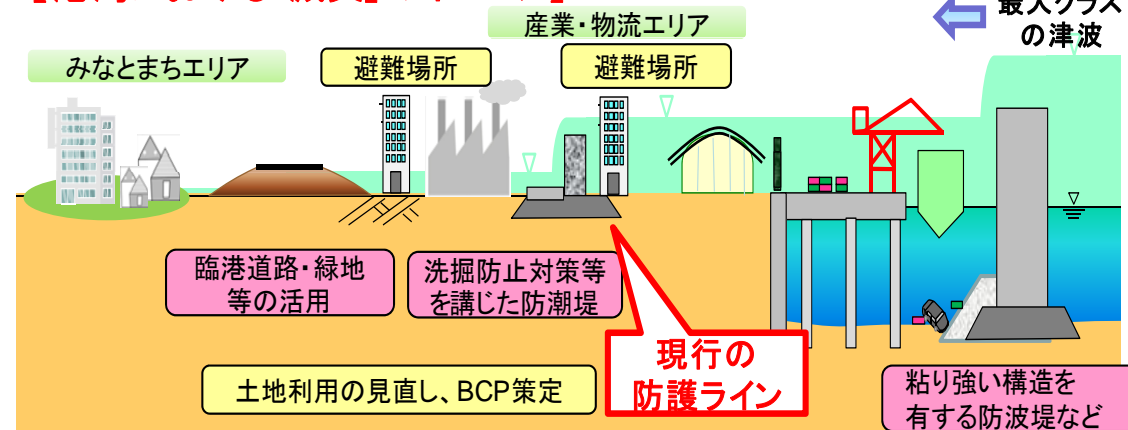 産業・物流エリア
最大クラス
の津波
みなとまちエリア
避難場所
避難場所
臨港道路・緑地
等の活用
洗掘防止対策等
を講じた防潮堤
現行の
防護ライン
土地利用の見直し、BCP策定
粘り強い構造を
有する防波堤など